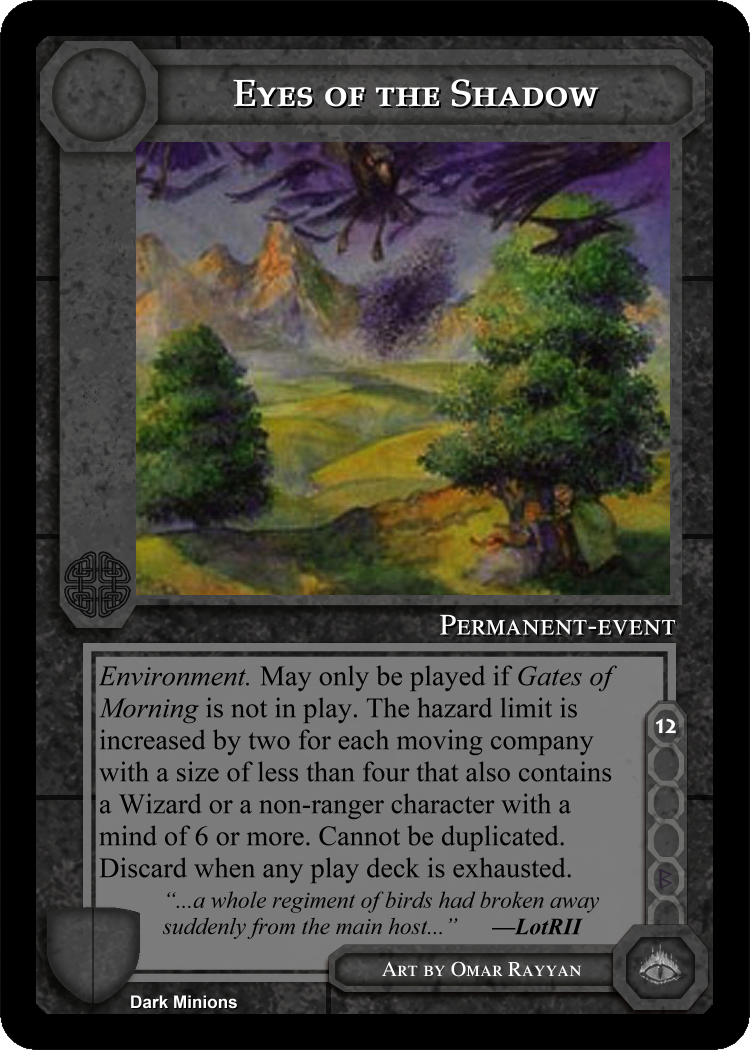 Eyes of the Shadow
Permanent-event
Environment. May only be played if Gates of
Morning is not in play. The hazard limit is
increased by two for each moving company
with a size of less than four that also contains
a Wizard or a non-ranger character with a
mind of 6 or more. Cannot be duplicated.
Discard when any play deck is exhausted.
“...a whole regiment of birds had broken away
suddenly from the main host...” —LotRII
12
B
Art by Omar Rayyan
Dark Minions